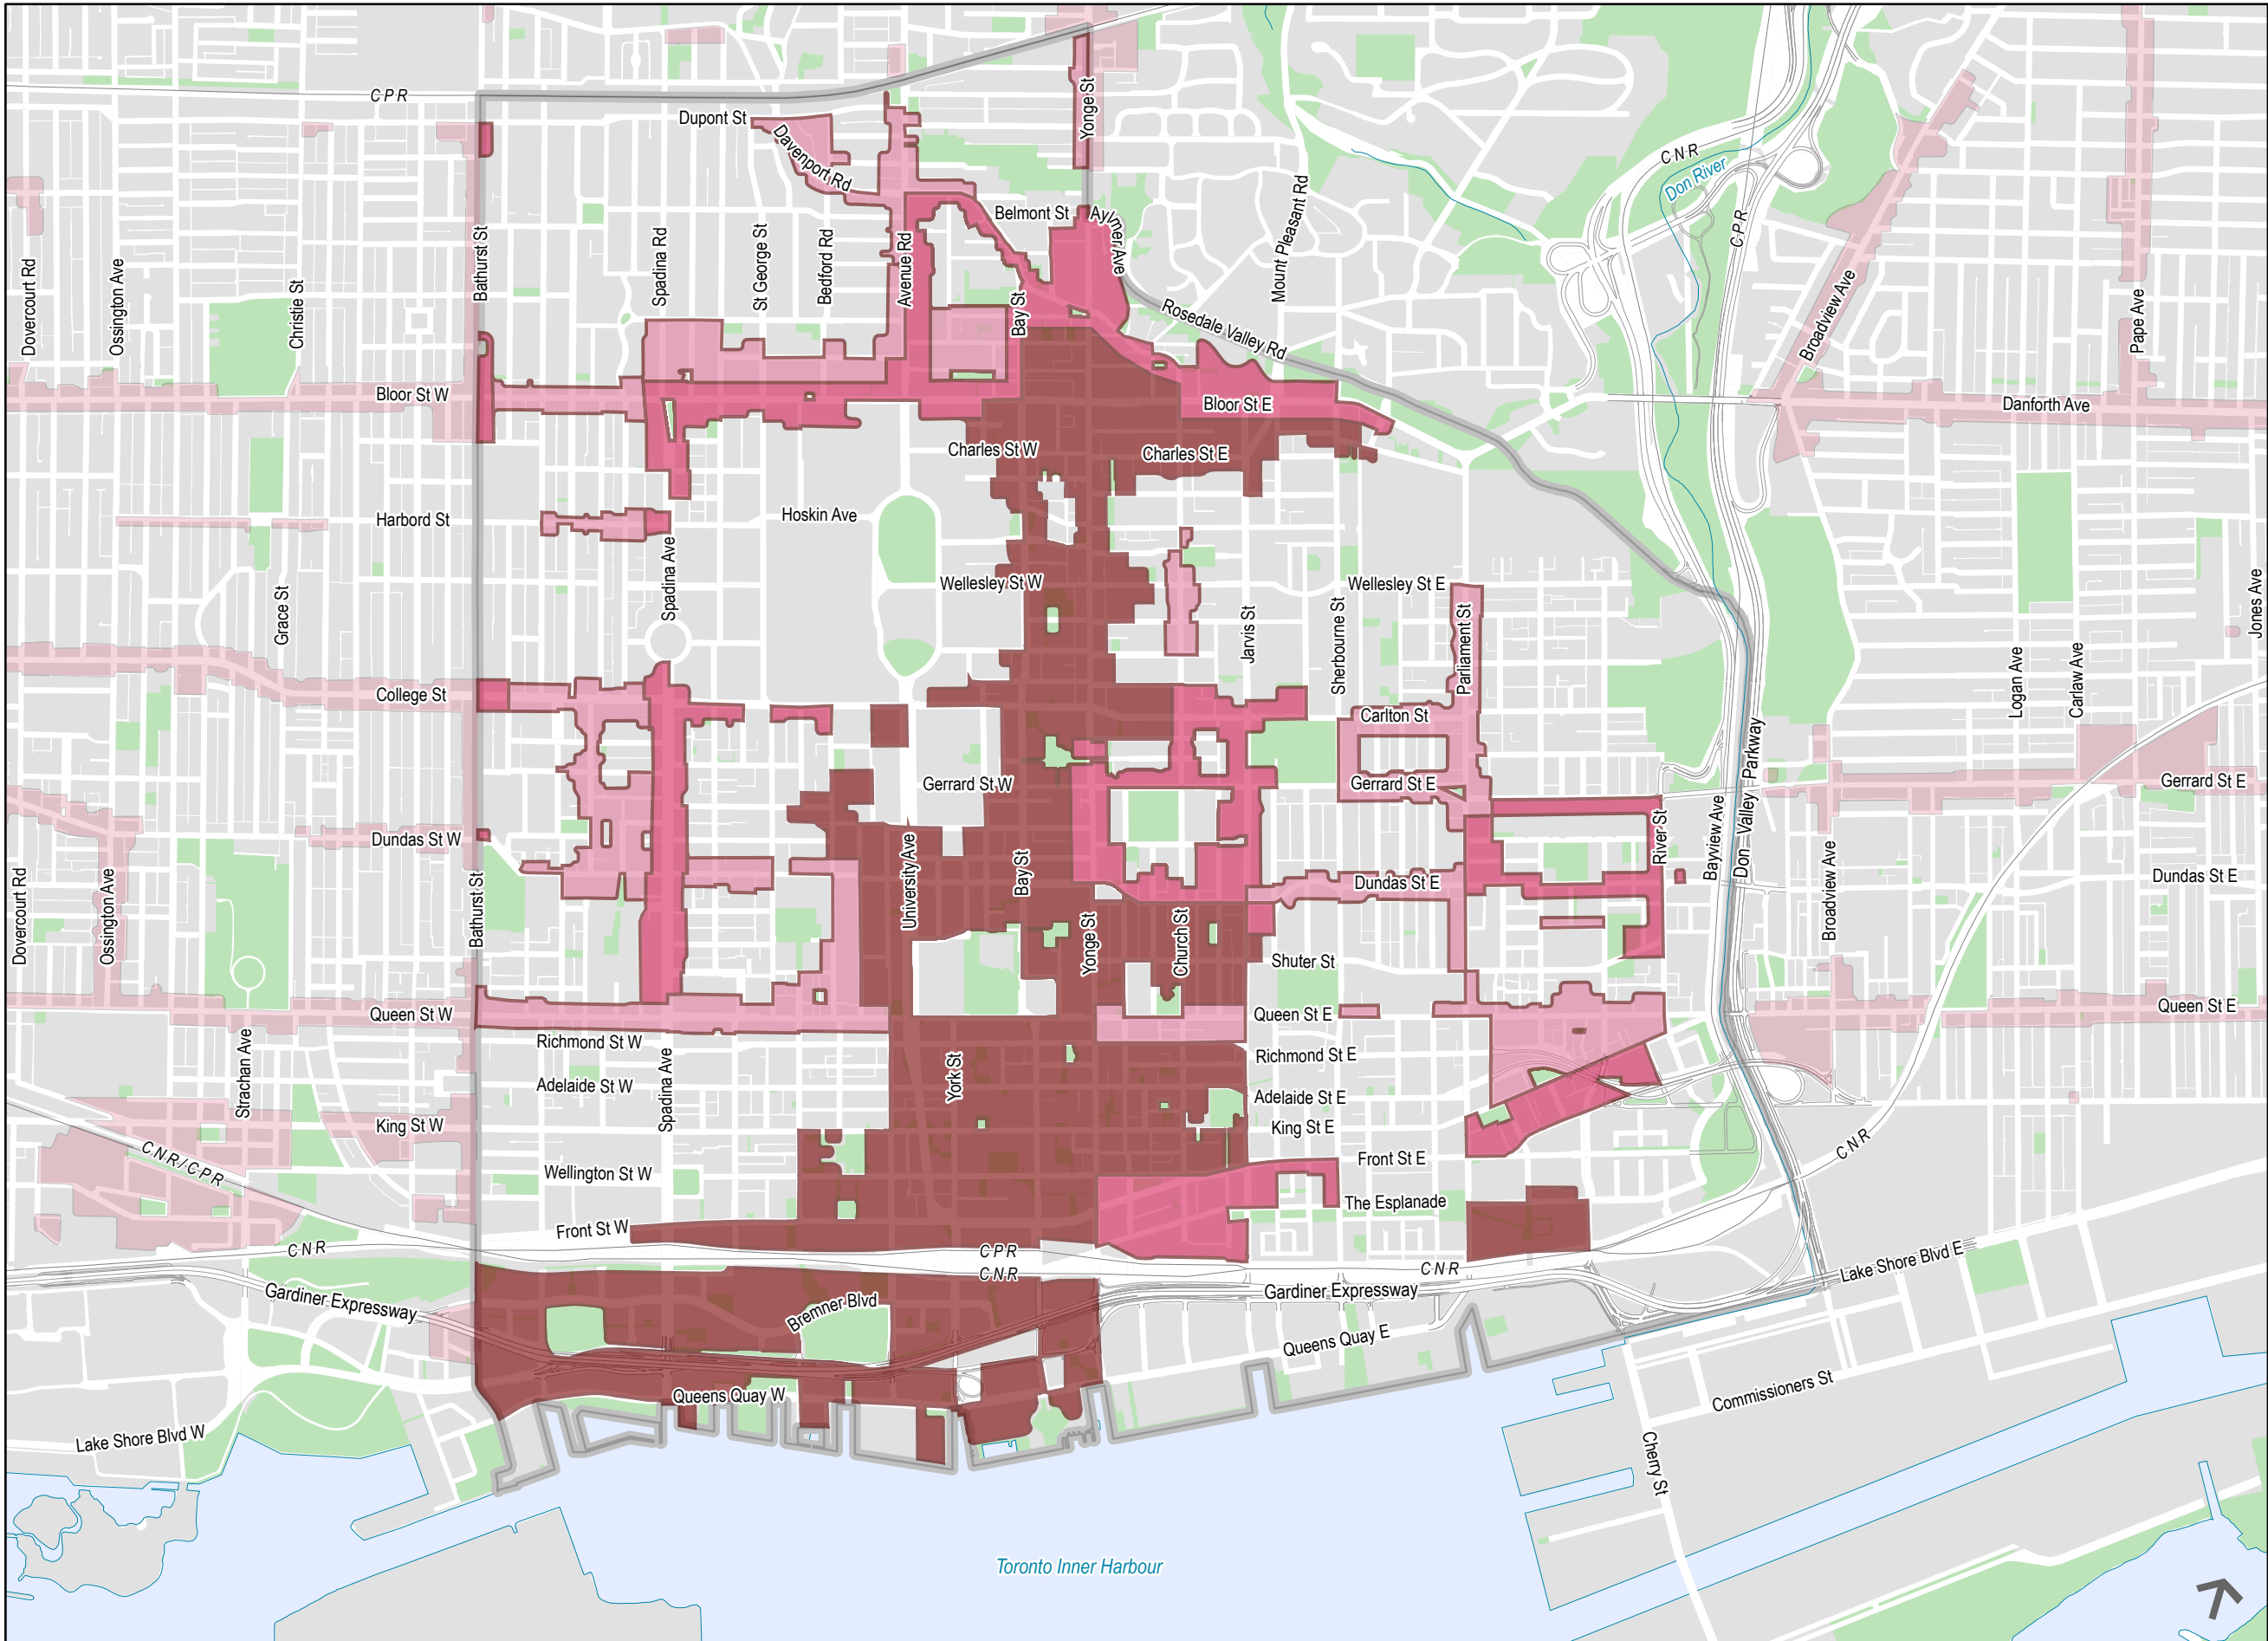 CPR
Dupont St
Davenport Rd
Yonge St
CNR
Don River
CPR
Belmont St
Aylmer Ave
Mount Pleasant Rd
Dovercourt Rd
Ossington Ave
Christie St
Bathurst St
Spadina Rd
St George St
Bedford Rd
Avenue Rd
Bay St
Rosedale Valley Rd
Broadview Ave
Pape Ave
Bloor St W
Bloor St E
Danforth Ave
Charles St W
Charles St E
Harbord St
Hoskin Ave
Spadina Ave
Grace St
Wellesley St W
Wellesley St E
Jarvis St
Sherbourne St
Parliament St
Logan Ave
Carlaw Ave
Jones Ave
College St
Carlton St
Gerrard St W
Gerrard St E
Gerrard St E
Dundas St W
University Ave
Bay St
River St
Bayview Ave
Don Valley Parkway
Dundas St E
Dundas St E
Dovercourt Rd
Ossington Ave
Bathurst St
Yonge St
Church St
Broadview Ave
Shuter St
Queen St W
Queen St E
Queen St E
Richmond St W
Richmond St E
Strachan Ave
Spadina Ave
York St
Adelaide St W
Adelaide St E
King St W
King St E
CNR/CPR
CNR
Wellington St W
Front St E
The Esplanade
Front St W
CNR
CPR
CNR
CNR
Lake Shore Blvd E
Gardiner Expressway
Gardiner Expressway
Bremner Blvd
Queens Quay E
Queens Quay W
Commissioners St
Lake Shore Blvd W
Cherry St
Toronto Inner Harbour